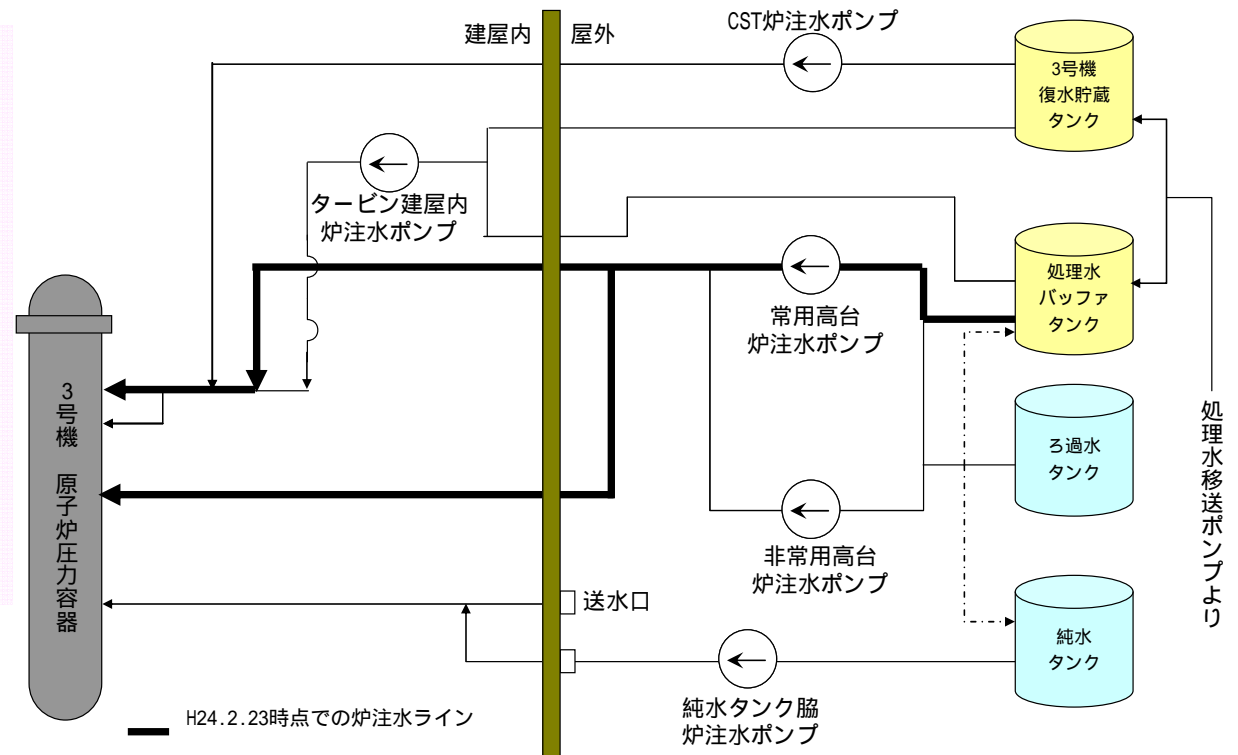 建屋内
屋外
CST炉注水ポンプ
3号機
復水貯蔵
タンク
タービン建屋内
炉注水ポンプ
処理水
バッファ
タンク
常用高台
炉注水ポンプ
3号機 原子炉圧力容器
ろ過水
タンク
処理水移送ポンプより
非常用高台
炉注水ポンプ
送水口
純水
タンク
純水タンク脇
炉注水ポンプ
H24.2.23時点での炉注水ライン